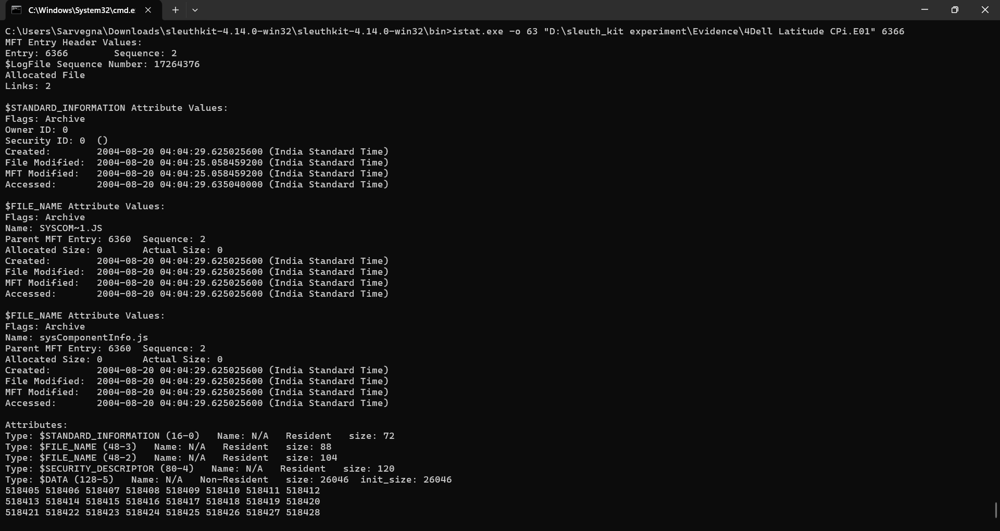 C:\Windows\System32\cmd.e
C:\Users\Sarvegna\Downloads\sleuthkit-4.14.0-win32\sleuthkit-4.14.0-win32\bin>istat.exe -o 63 "D:\sleuth_kit experiment\Evidence\4Dell Latitude CPi.E01" 6366
MFT Entry Header Values:
Entry: 6366        Sequence: 2
$LogFile Sequence Number: 17264376
Allocated File
Links: 2

$STANDARD_INFORMATION Attribute Values:
Flags: Archive
Owner ID: 0
Security ID: 0  ()
Created:        2004-08-20 04:04:29.625025600 (India Standard Time)
File Modified:  2004-08-20 04:04:25.058459200 (India Standard Time)
MFT Modified:   2004-08-20 04:04:25.058459200 (India Standard Time)
Accessed:       2004-08-20 04:04:29.635040000 (India Standard Time)

$FILE_NAME Attribute Values:
Flags: Archive
Name: SYSCOM~1.JS
Parent MFT Entry: 6360  Sequence: 2
Allocated Size: 0       Actual Size: 0
Created:        2004-08-20 04:04:29.625025600 (India Standard Time)
File Modified:  2004-08-20 04:04:29.625025600 (India Standard Time)
MFT Modified:   2004-08-20 04:04:29.625025600 (India Standard Time)
Accessed:       2004-08-20 04:04:29.625025600 (India Standard Time)

$FILE_NAME Attribute Values:
Flags: Archive
Name: sysComponentInfo.js
Parent MFT Entry: 6360  Sequence: 2
Allocated Size: 0       Actual Size: 0
Created:        2004-08-20 04:04:29.625025600 (India Standard Time)
File Modified:  2004-08-20 04:04:29.625025600 (India Standard Time)
MFT Modified:   2004-08-20 04:04:29.625025600 (India Standard Time)
Accessed:       2004-08-20 04:04:29.625025600 (India Standard Time)

Attributes:
Type: $STANDARD_INFORMATION (16-0)   Name: N/A   Resident   size: 72
Type: $FILE_NAME (48-3)   Name: N/A   Resident   size: 88
Type: $FILE_NAME (48-2)   Name: N/A   Resident   size: 104
Type: $SECURITY_DESCRIPTOR (80-4)   Name: N/A   Resident   size: 120
Type: $DATA (128-5)   Name: N/A   Non-Resident   size: 26046  init_size: 26046
518405 518406 518407 518408 518409 518410 518411 518412
518413 518414 518415 518416 518417 518418 518419 518420
518421 518422 518423 518424 518425 518426 518427 518428